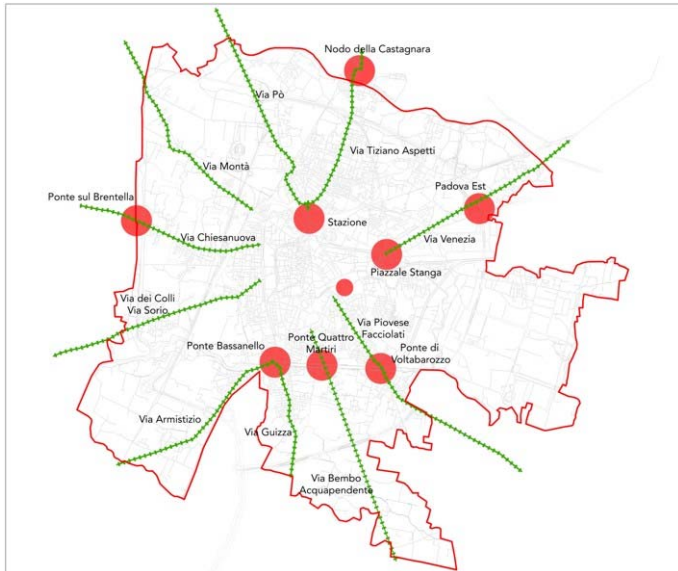 Nodo della Castagnara
Via Pò
Via Tiziano Aspetti
Via Montà
Padova Est
Ponte sul Brentella
Stazione
Via Chiesanuova
Via Venezia
Piazzale Stanga
Via dei Colli
Via Sorio
Via Piovese
Facciolati
Ponte Bassanello
Ponte Quattro
Martiri
Ponte di
Voltabarozzo
Via Armistizio
Via Guizza
Via Bembo
Acquapendente